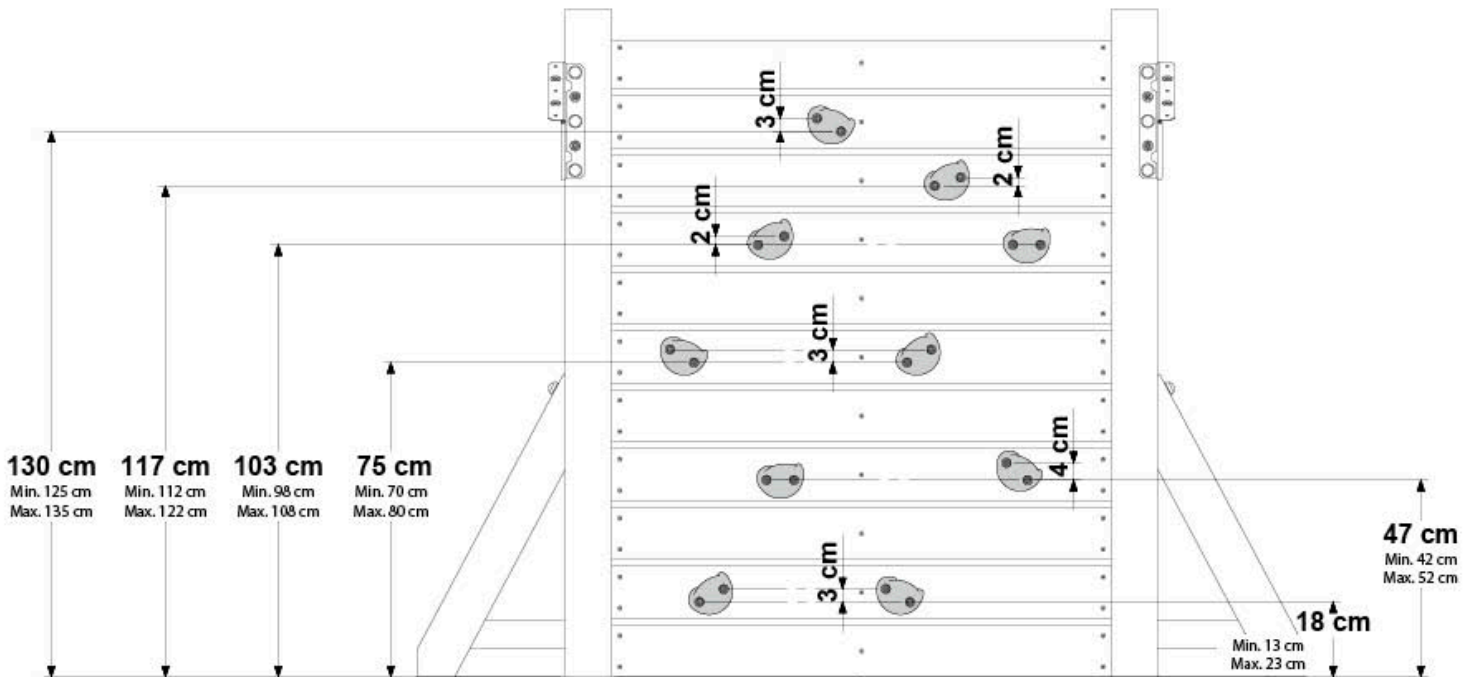 3 cm
2 cm
2 cm
3 cm
4 cm
3 cm
130 cm
Min. 125 cm
Max. 135 cm
117 cm
Min. 112 cm
Max. 122 cm
103 cm
Min. 98 cm
Max. 108 cm
75 cm
Min. 70 cm
Max. 80 cm
47 cm
Min. 42 cm
Max. 52 cm
18 cm
Min. 13 cm
Max. 23 cm